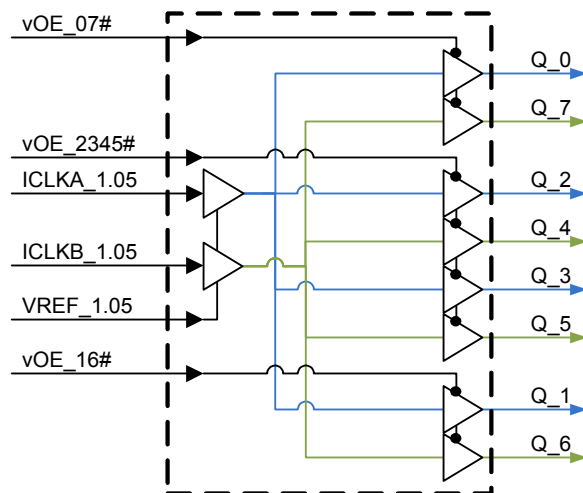 vOE_07#
Q_0
Q_7
vOE_2345#
ICLKA_1.05
Q_2
Q_4
ICLKB_1.05
Q_3
VREF_1.05
Q_5
vOE_16#
Q_1
Q_6